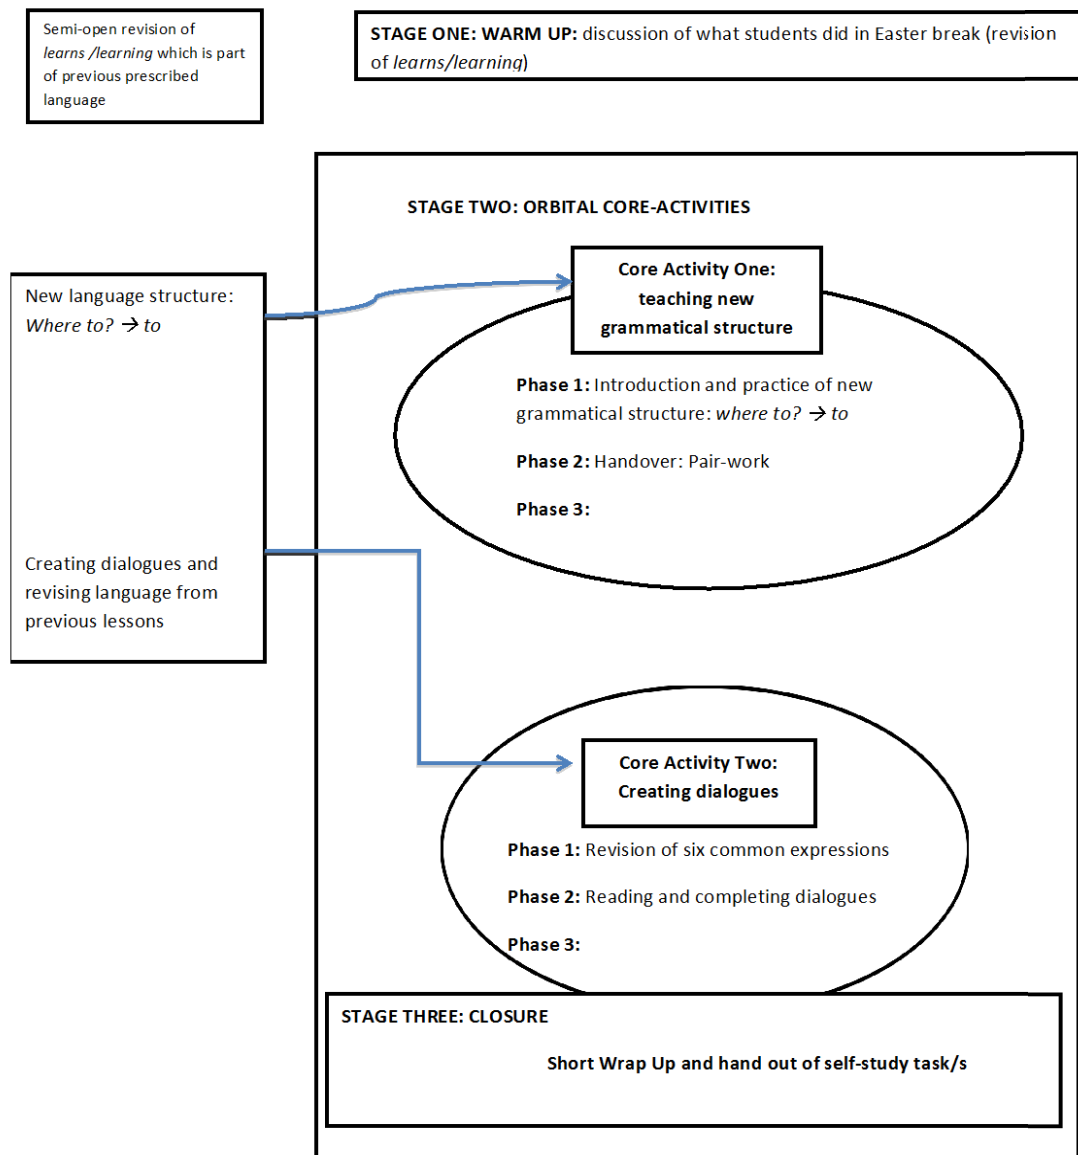 Semi-open revision of
learns /learning which is part
of previous prescribed
language
STAGE ONE: WARM UP: discussion of what students did in Easter break (revision
of learns/learning)
STAGE TWO: ORBITAL CORE-ACTIVITIES
New language structure:
Where to? → to
Creating dialogues and
revising language from
previous lessons
Core Activity One:
teaching new
grammatical structure
Phase 1: Introduction and practice of new
grammatical structure: where to? → to
Phase 2: Handover: Pair-work
Phase 3:
Core Activity Two:
Creating dialogues
Phase 1: Revision of six common expressions
Phase 2: Reading and completing dialogues
Phase 3:
STAGE THREE: CLOSURE
Short Wrap Up and hand out of self-study task/s